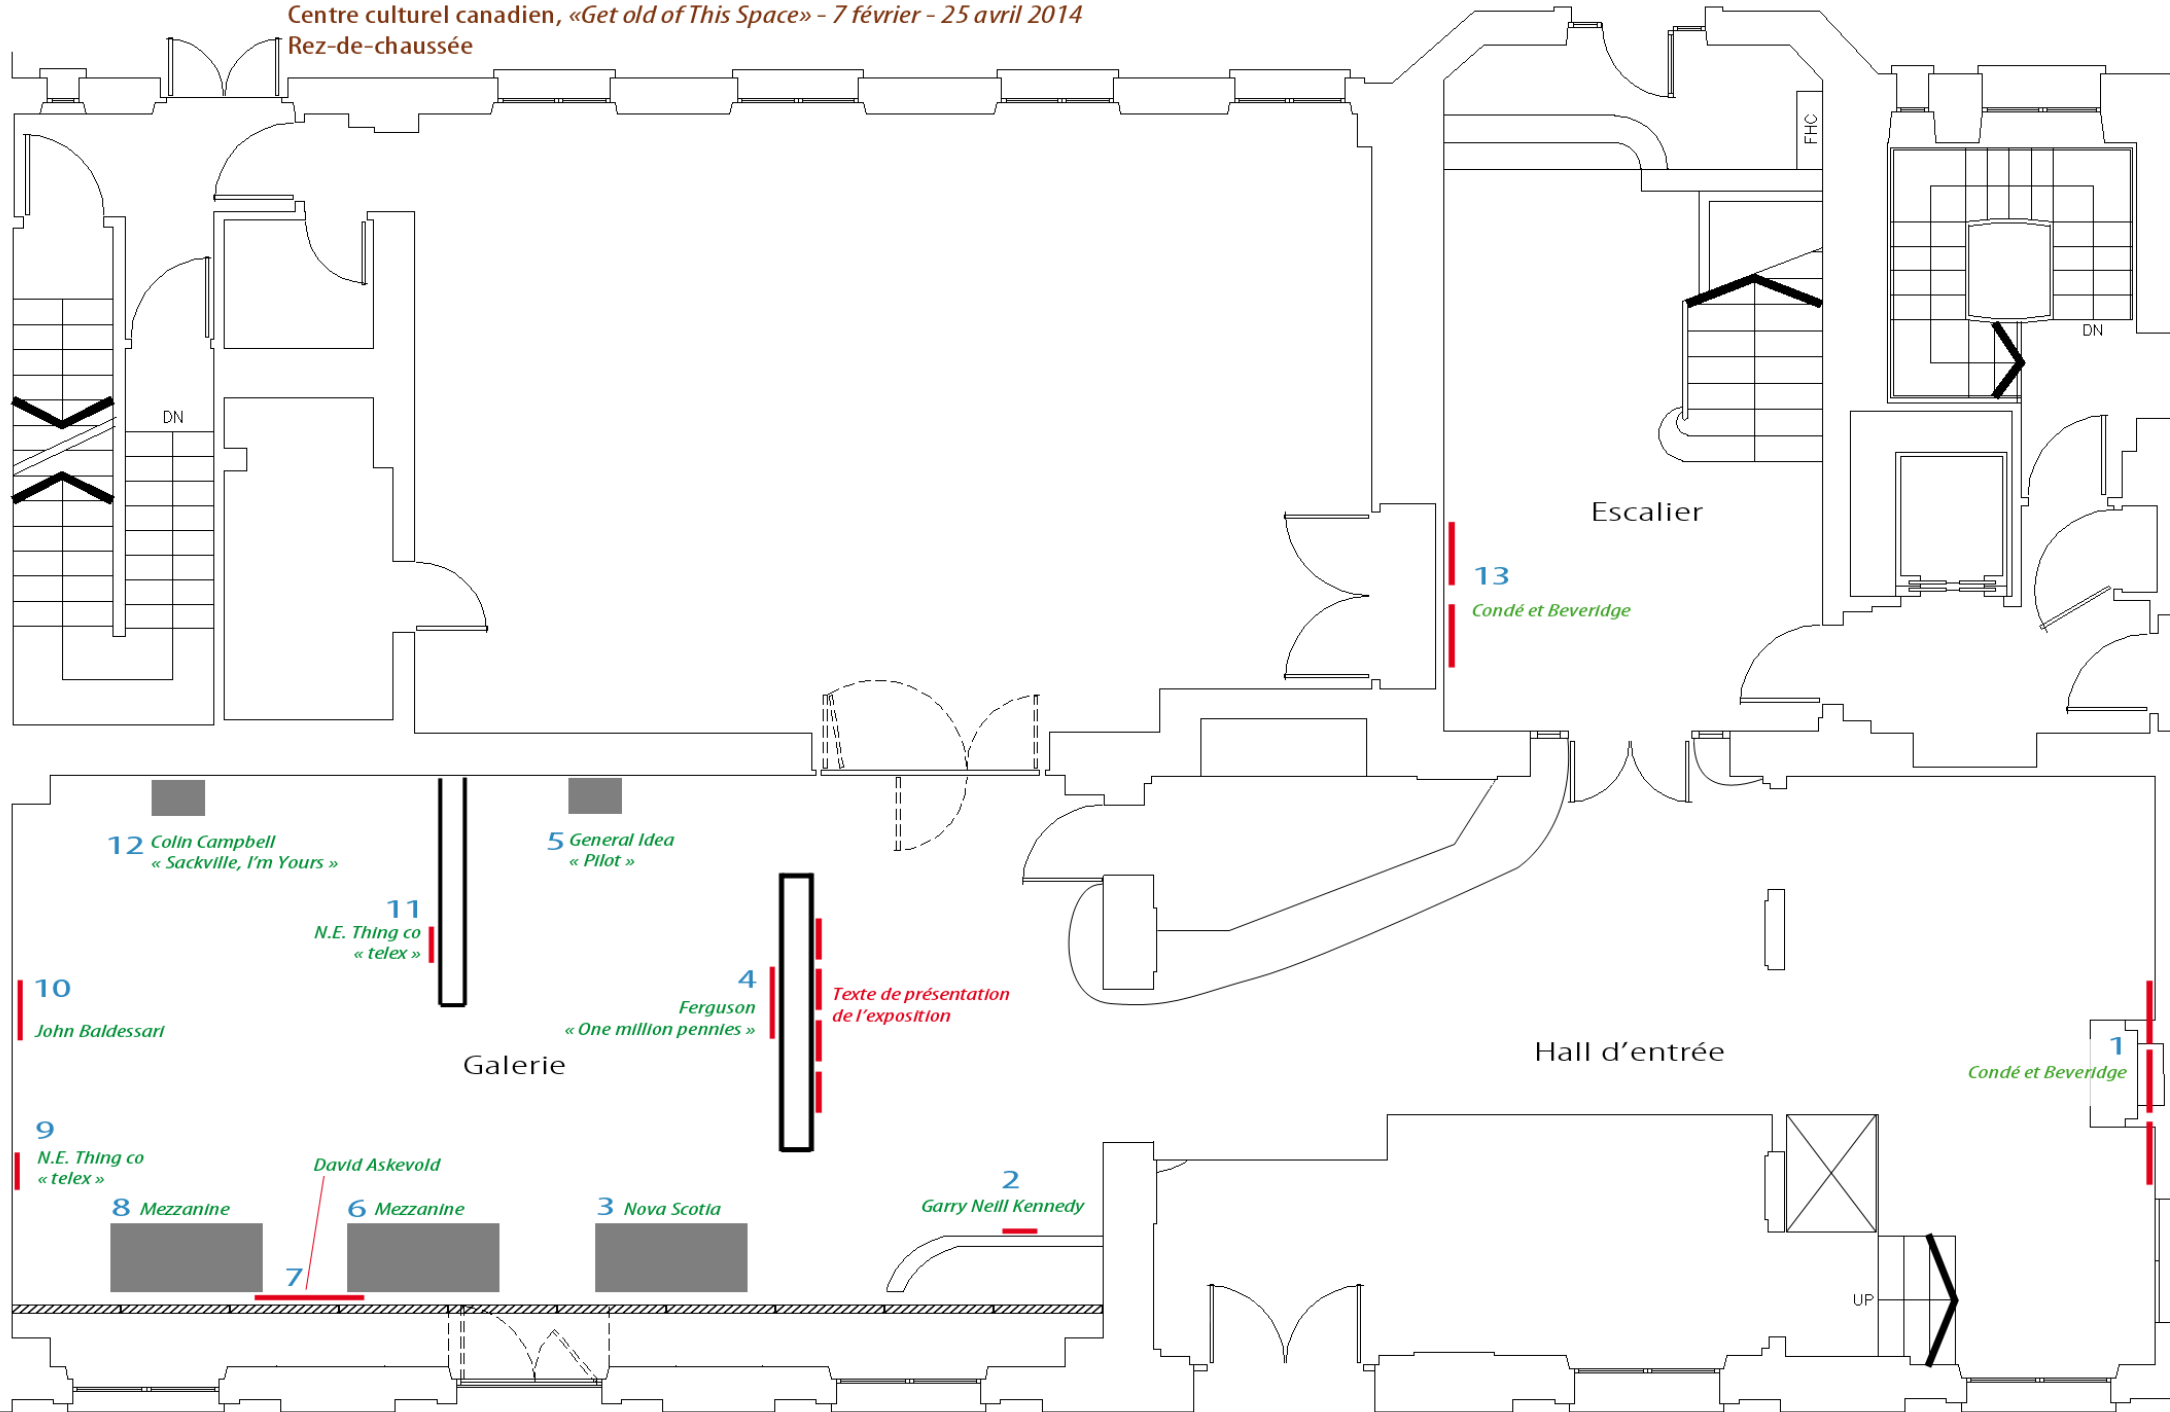 Centre culturel canadien, «Get old of This Space» - 7 février - 25 avril 2014
Rez-de-chaussée
FHC
DN
DN
Escalier
13
Condé et Beveridge
12 Colin Campbell
« Sackville, I'm Yours »
5 General Idea
« Pilot »
11
N.E. Thing co
« telex »
10
John Baldessari
4
Ferguson
« One million pennies »
Texte de présentation
de l'exposition
Galerie
Hall d'entrée
1
Condé et Beveridge
9
N.E. Thing co
« telex »
David Askevold
8 Mezzanine
6 Mezzanine
3 Nova Scotia
2
Garry Neill Kennedy
7
UP